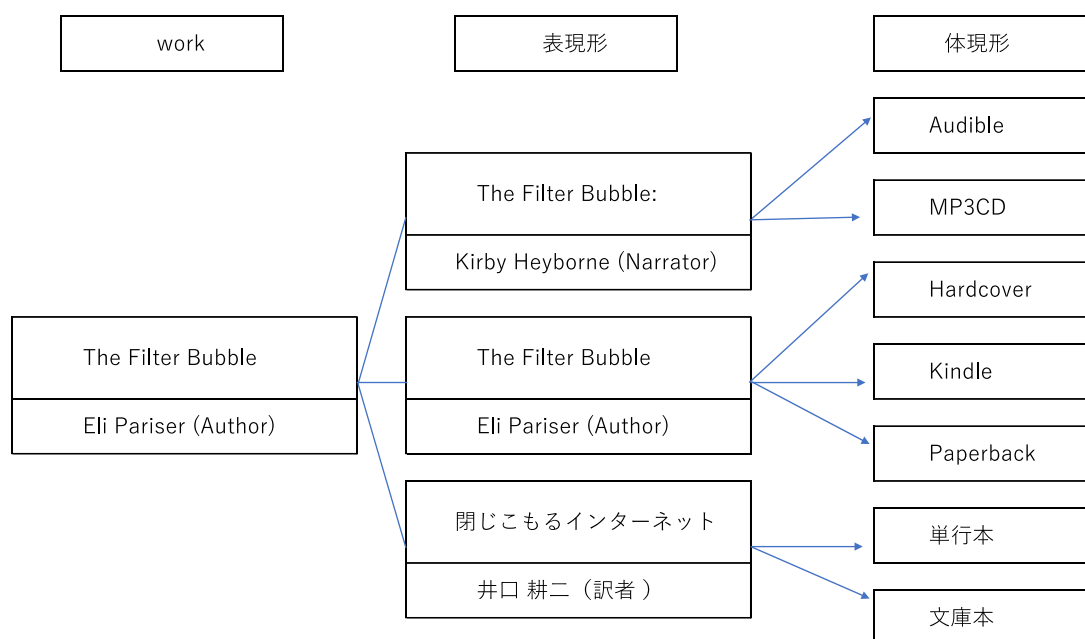 work
表現形
体現形
The Filter Bubble
Eli Pariser (Author)
The Filter Bubble:
Kirby Heyborne (Narrator)
The Filter Bubble
Eli Pariser (Author)
閉じこもるインターネット
井口 耕二（訳者 ）
Audible
MP3CD
Hardcover
Kindle
Paperback
単行本
文庫本